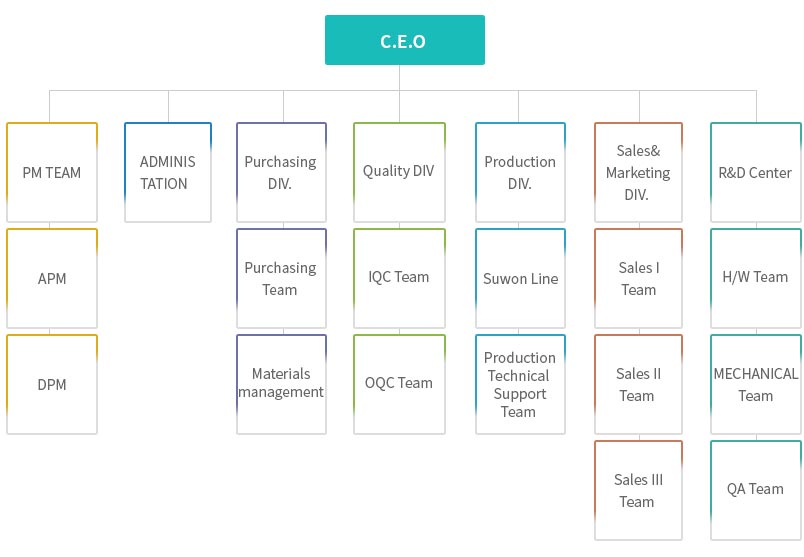 C.E.O
PM TEAM
ADMINIS
TATION
Purchasing
DIV.
Quality DIV
Production
DIV.
Sales&
Marketing
DIV.
R&D Center
APM
Purchasing
Team
IQC Team
Suwon Line
Sales I
Team
H/W Team
DPM
Materials
management
OQC Team
Production
Technical
Support
Team
Sales II
Team
MECHANICAL
Team
Sales III
Team
QA Team